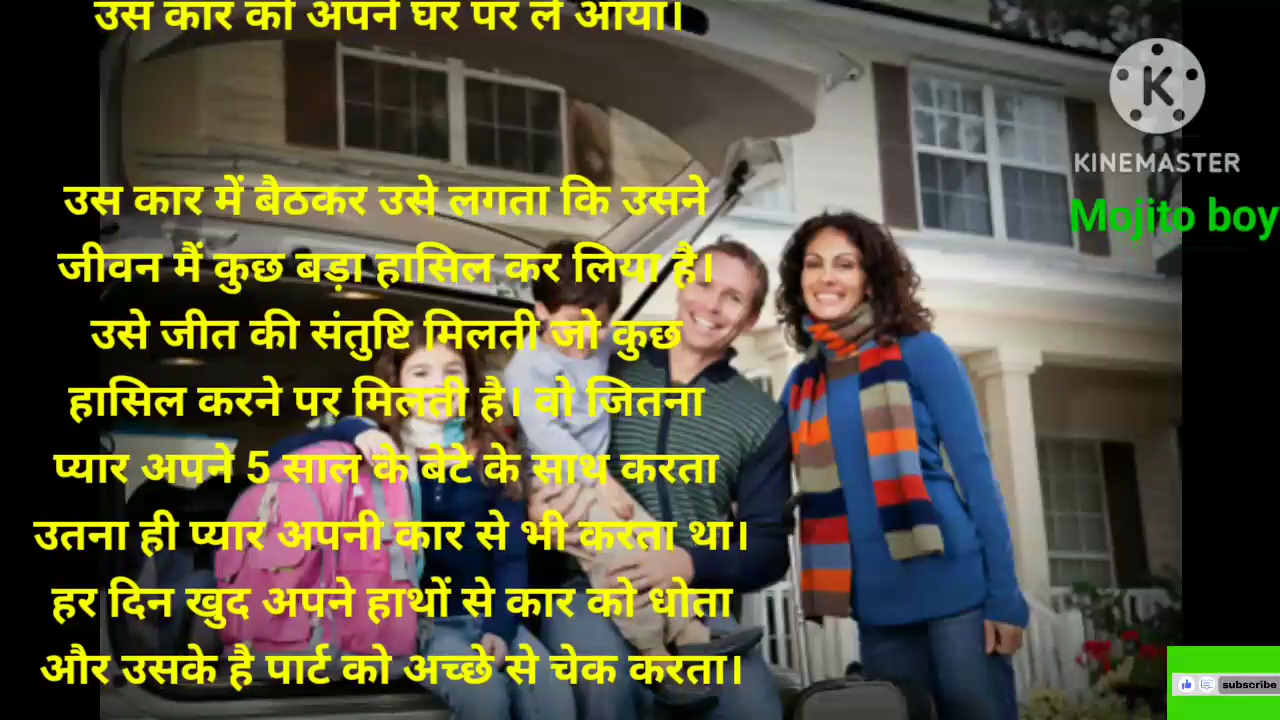 उस कार को अपने घर पर ले आया।
उस कार में बैठकर उसे लगता कि उसने
जीवन मैं कुछ बड़ा हासिल कर लिया है।
उसे जीत की संतुष्टि मिलती जो कुछ
हासिल करने पर मिलती है। वो जितना
प्यार अपने 5 साल के बेटे के साथ करता
उतना ही प्यार अपनी कार से भी करता था।
हर दिन खुद अपने हाथों से कार को धोता
और उसके है पार्ट को अच्छे से चेक करता।
K
KINEMASTER
Mojito boy
subscribe